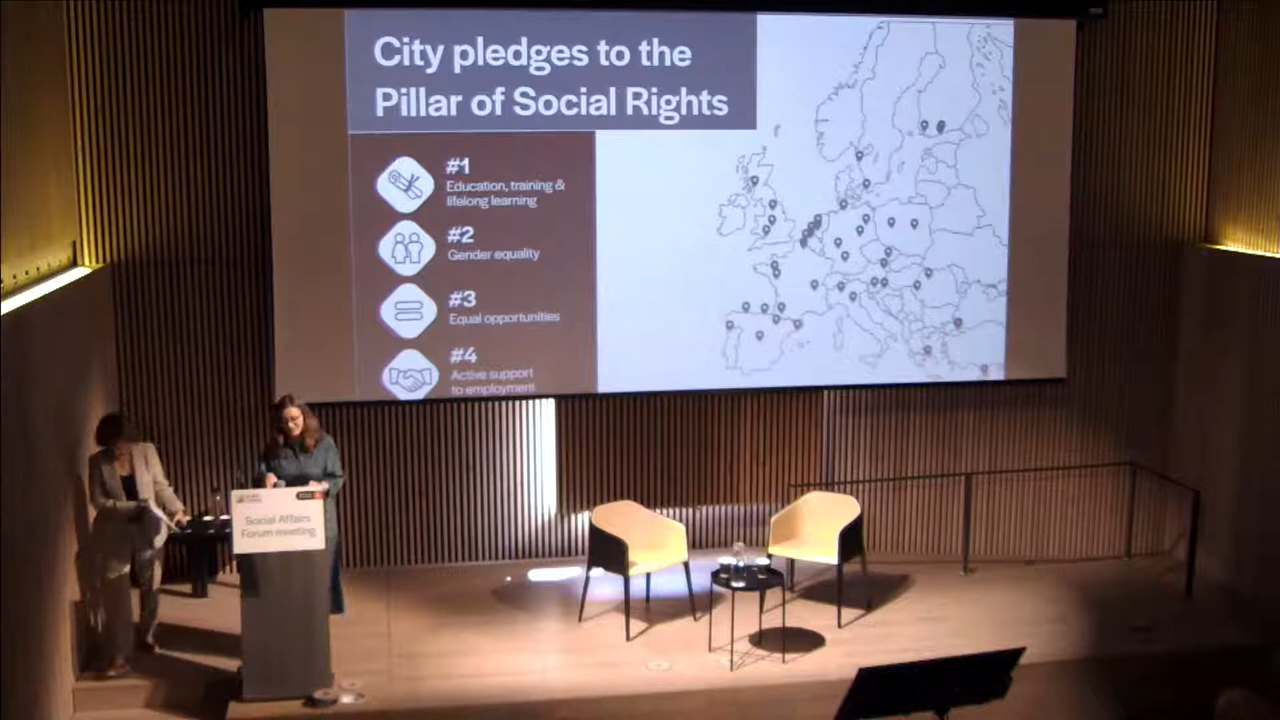 City pledges to the
Pillar of Social Rights
#1
Education, training &
lifelong learning
#2
Gender equality
#3
Equal opportunities
#4
Active support
to employment
Social Affairs
Forum meeting